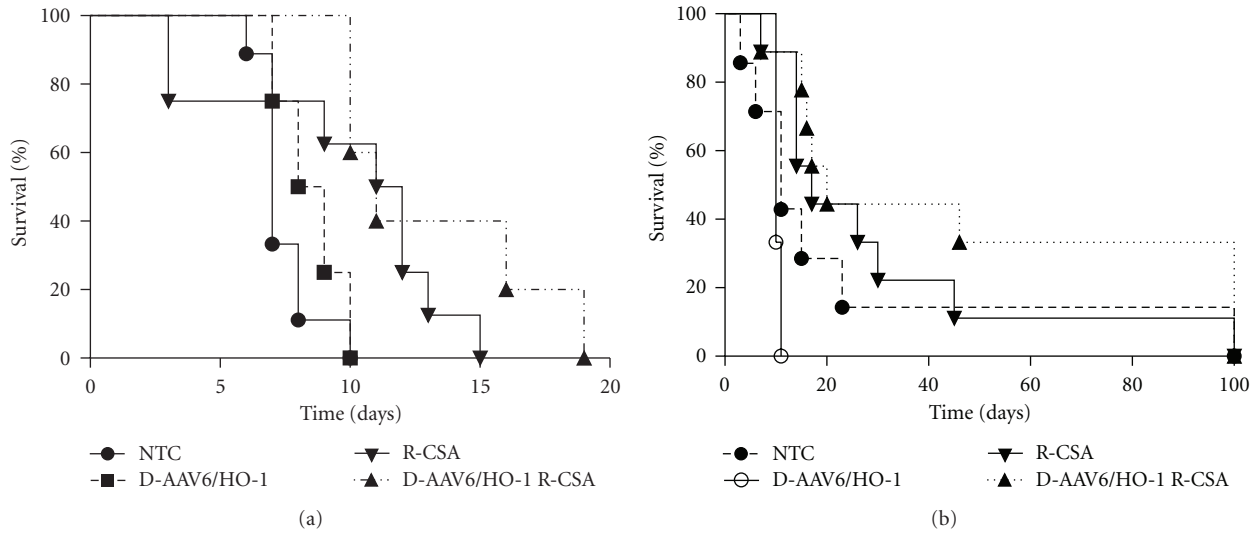 100
80
60
40
20
0
Survival (%)
0 5 10 15 20
Time (days)
NTC
R-CSA
D-AAV6/HO-1
D-AAV6/HO-1 R-CSA
(a)
100
80
60
40
20
0
Survival (%)
0 20 40 60 80 100
Time (days)
NTC
R-CSA
D-AAV6/HO-1
D-AAV6/HO-1 R-CSA
(b)